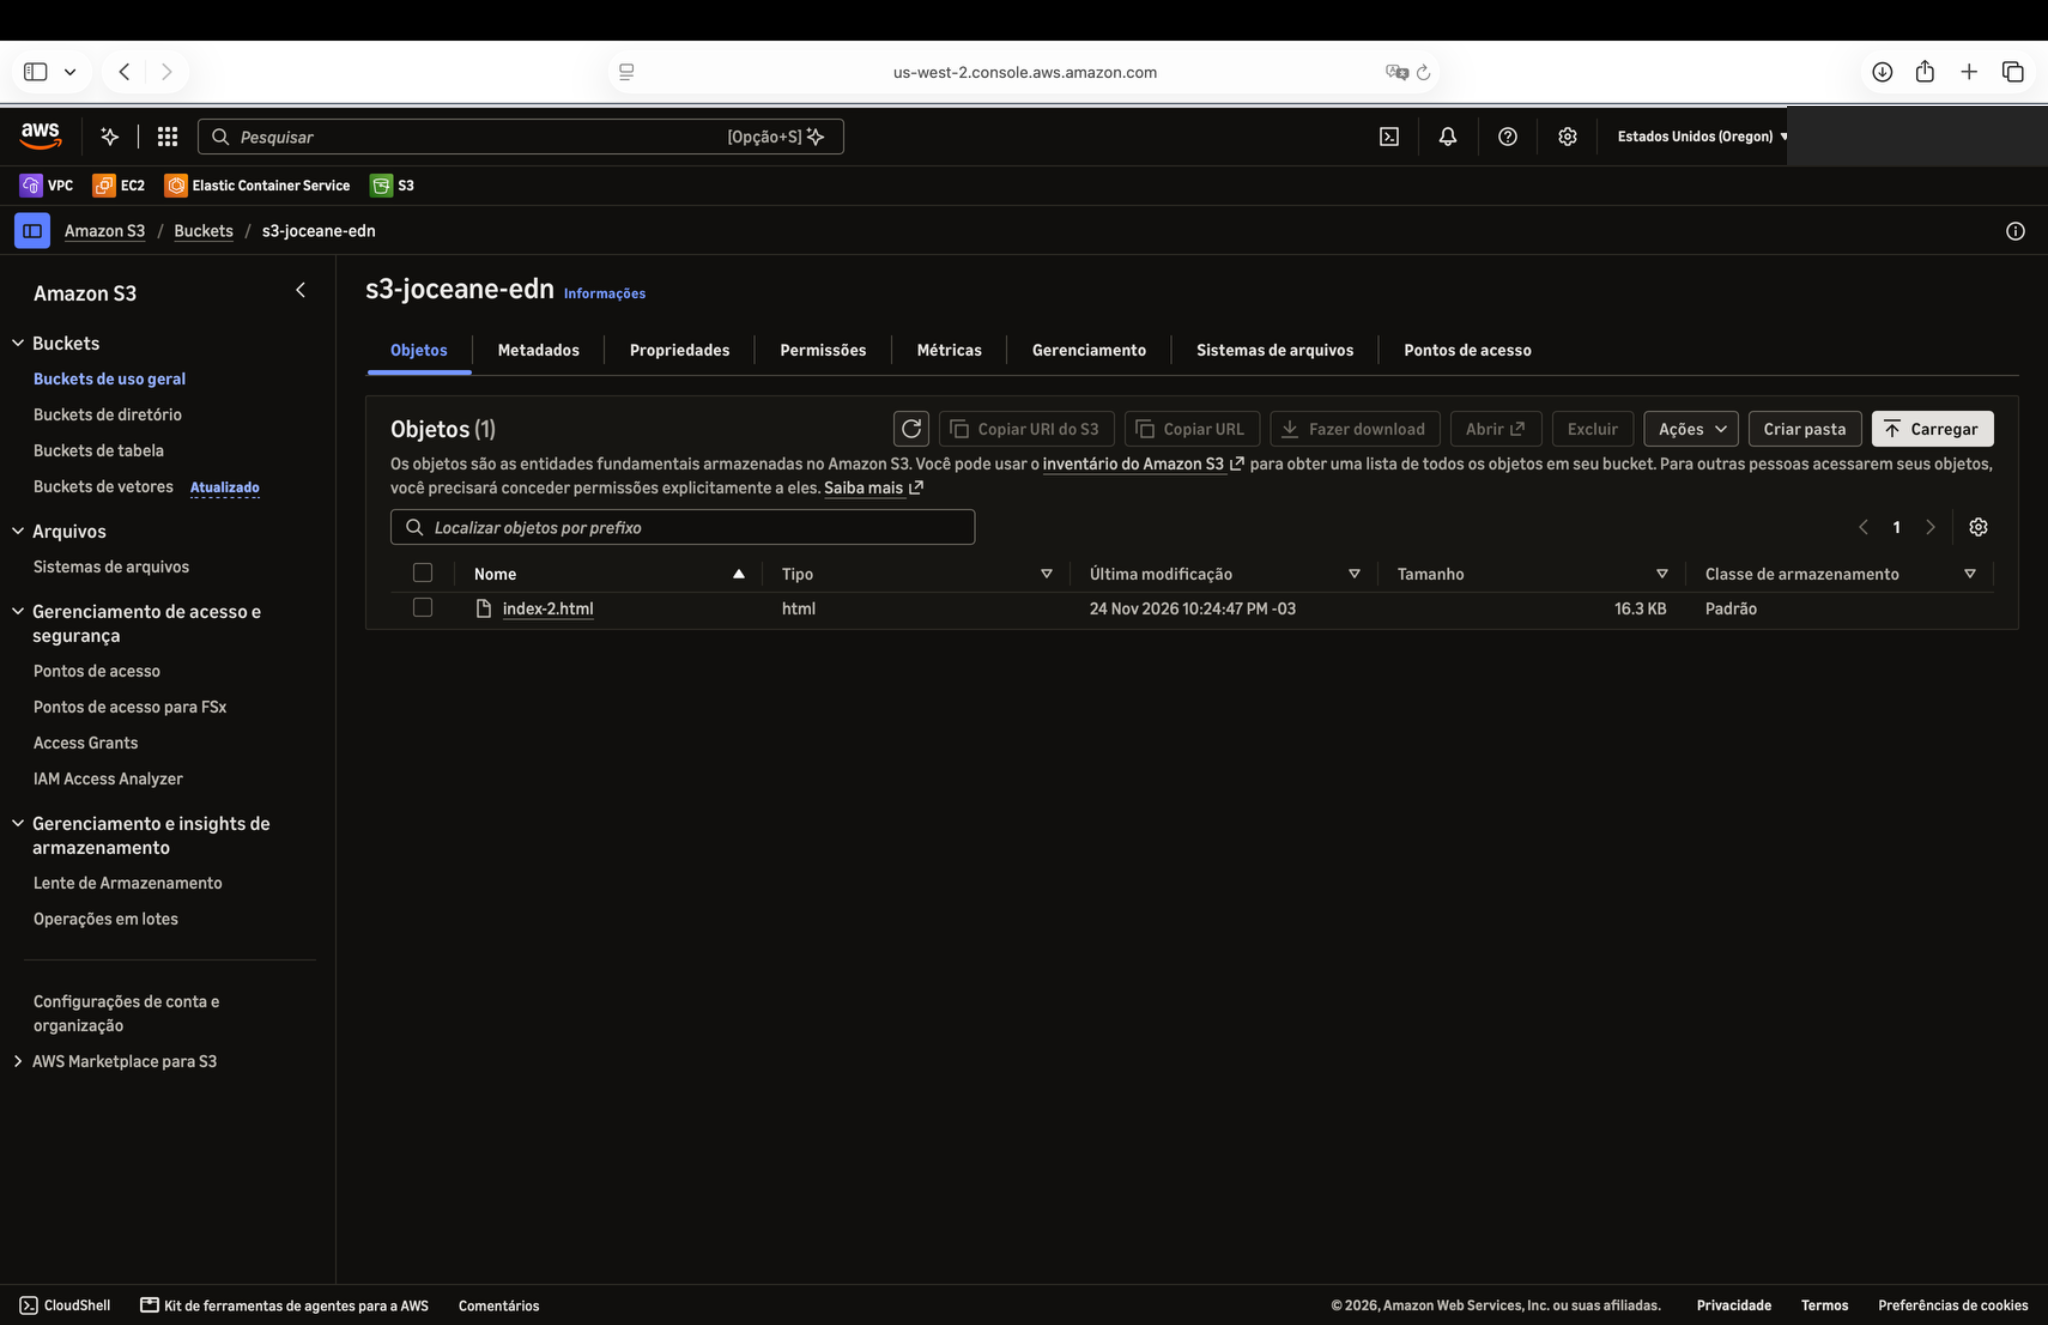 us-west-2.console.aws.amazon.com
aws
Pesquisar
[Opção+S]
Estados Unidos (Oregon)
VPC
EC2
Elastic Container Service
S3
Amazon S3 / Buckets / s3-joceane-edn
Amazon S3
Buckets
Buckets de uso geral
Buckets de diretório
Buckets de tabela
Buckets de vetores Atualizado
Arquivos
Sistemas de arquivos
Gerenciamento de acesso e
segurança
Pontos de acesso
Pontos de acesso para FSx
Access Grants
IAM Access Analyzer
Gerenciamento e insights de
armazenamento
Lente de Armazenamento
Operações em lotes
Configurações de conta e
organização
AWS Marketplace para S3
s3-joceane-edn Informações
Objetos
Metadados
Propriedades
Permissões
Métricas
Gerenciamento
Sistemas de arquivos
Pontos de acesso
Objetos (1)
Copiar URI do S3
Copiar URL
Fazer download
Abrir
Excluir
Ações
Criar pasta
Carregar
Os objetos são as entidades fundamentais armazenadas no Amazon S3. Você pode usar o inventário do Amazon S3 para obter uma lista de todos os objetos em seu bucket. Para outras pessoas acessarem seus objetos,
você precisará conceder permissões explicitamente a eles. Saiba mais
Localizar objetos por prefixo
1
Nome
Tipo
Última modificação
Tamanho
Classe de armazenamento
index-2.html
html
24 Nov 2026 10:24:47 PM -03
16.3 KB
Padrão
CloudShell
Kit de ferramentas de agentes para a AWS
Comentários
© 2026, Amazon Web Services, Inc. ou suas afiliadas.
Privacidade
Termos
Preferências de cookies